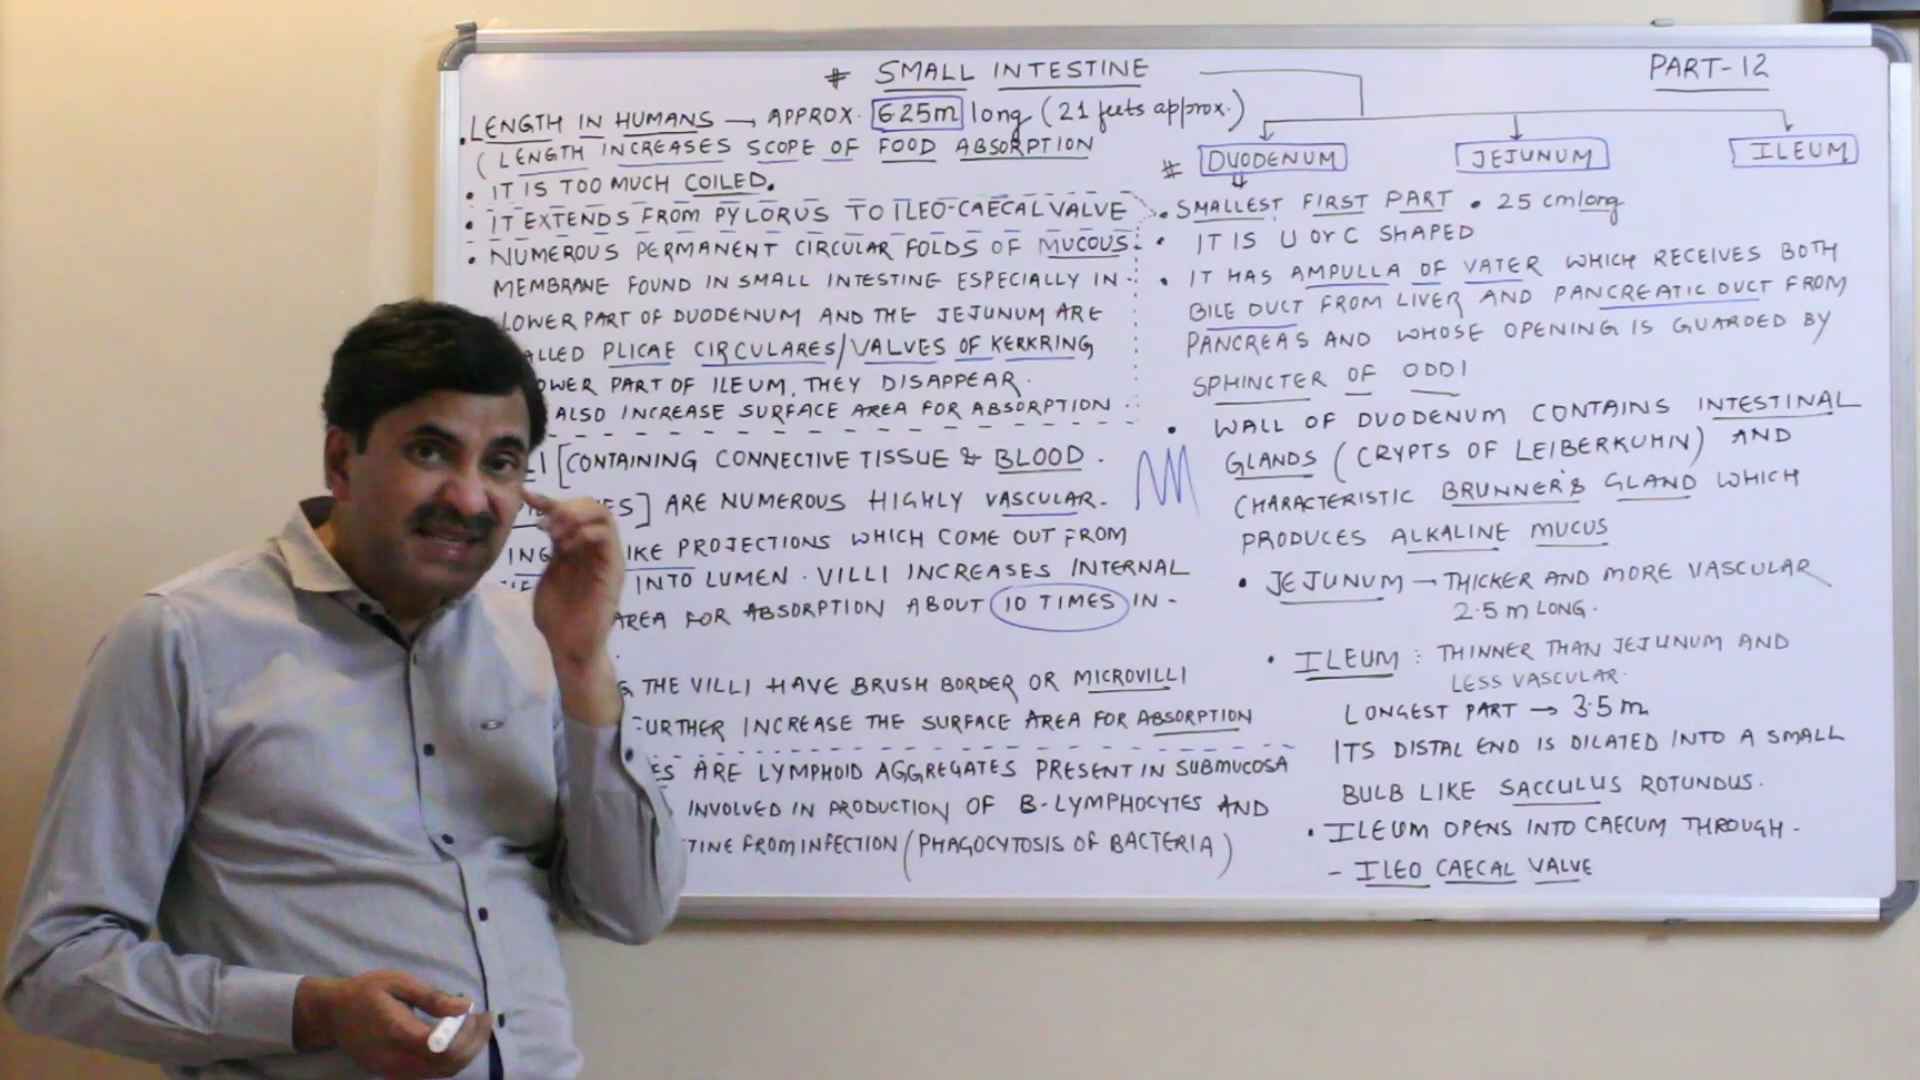 # SMALL INTESTINE
PART-12
LENGTH IN HUMANS → APPROX. 6.25m long (21 feets approx.)
(LENGTH INCREASES SCOPE OF FOOD ABSORPTION
• IT IS TOO MUCH COILED.
• IT EXTENDS FROM PYLORUS TO ILEO-CAECAL VALVE
• NUMEROUS PERMANENT CIRCULAR FOLDS OF MUCOUS
MEMBRANE FOUND IN SMALL INTESTINE ESPECIALLY IN
LOWER PART OF DUODENUM AND THE JEJUNUM ARE
ALLED PLICAE CIRCULARES/VALVES OF KERKRING
OWER PART OF ILEUM, THEY DISAPPEAR.
ALSO INCREASE SURFACE AREA FOR ABSORPTION
LI [CONTAINING CONNECTIVE TISSUE & BLOOD
ES] ARE NUMEROUS HIGHLY VASCULAR
ING IKE PROJECTIONS WHICH COME OUT FROM
INTO LUMEN. VILLI INCREASES INTERNAL
AREA FOR ABSORPTION ABOUT 10 TIMES IN-
G THE VILLI HAVE BRUSH BORDER OR MICROVILLI
FURTHER INCREASE THE SURFACE AREA FOR ABSORPTION
ES ARE LYMPHOID AGGREGATES PRESENT IN SUBMUCOSA
INVOLVED IN PRODUCTION OF B-LYMPHOCYTES AND
TINE FROM INFECTION (PHAGOCYTOSIS OF BACTERIA)
# DUODENUM JEJUNUM ILEUM
• SMALLEST FIRST PART • 25 cm long
• IT IS U or C SHAPED
• IT HAS AMPULLA OF VATER WHICH RECEIVES BOTH
BILE DUCT FROM LIVER AND PANCREATIC DUCT FROM
PANCREAS AND WHOSE OPENING IS GUARDED BY
SPHINCTER OF ODDI
• WALL OF DUODENUM CONTAINS INTESTINAL
GLANDS (CRYPTS OF LEIBERKUHN) AND
CHARACTERISTIC BRUNNER'S GLAND WHICH
PRODUCES ALKALINE MUCUS
• JEJUNUM → THICKER AND MORE VASCULAR
2.5 m LONG.
• ILEUM : THINNER THAN JEJUNUM AND
LESS VASCULAR.
LONGEST PART → 3.5 m
ITS DISTAL END IS DILATED INTO A SMALL
BULB LIKE SACCULUS ROTUNDUS.
• ILEUM OPENS INTO CAECUM THROUGH -
- ILEO CAECAL VALVE